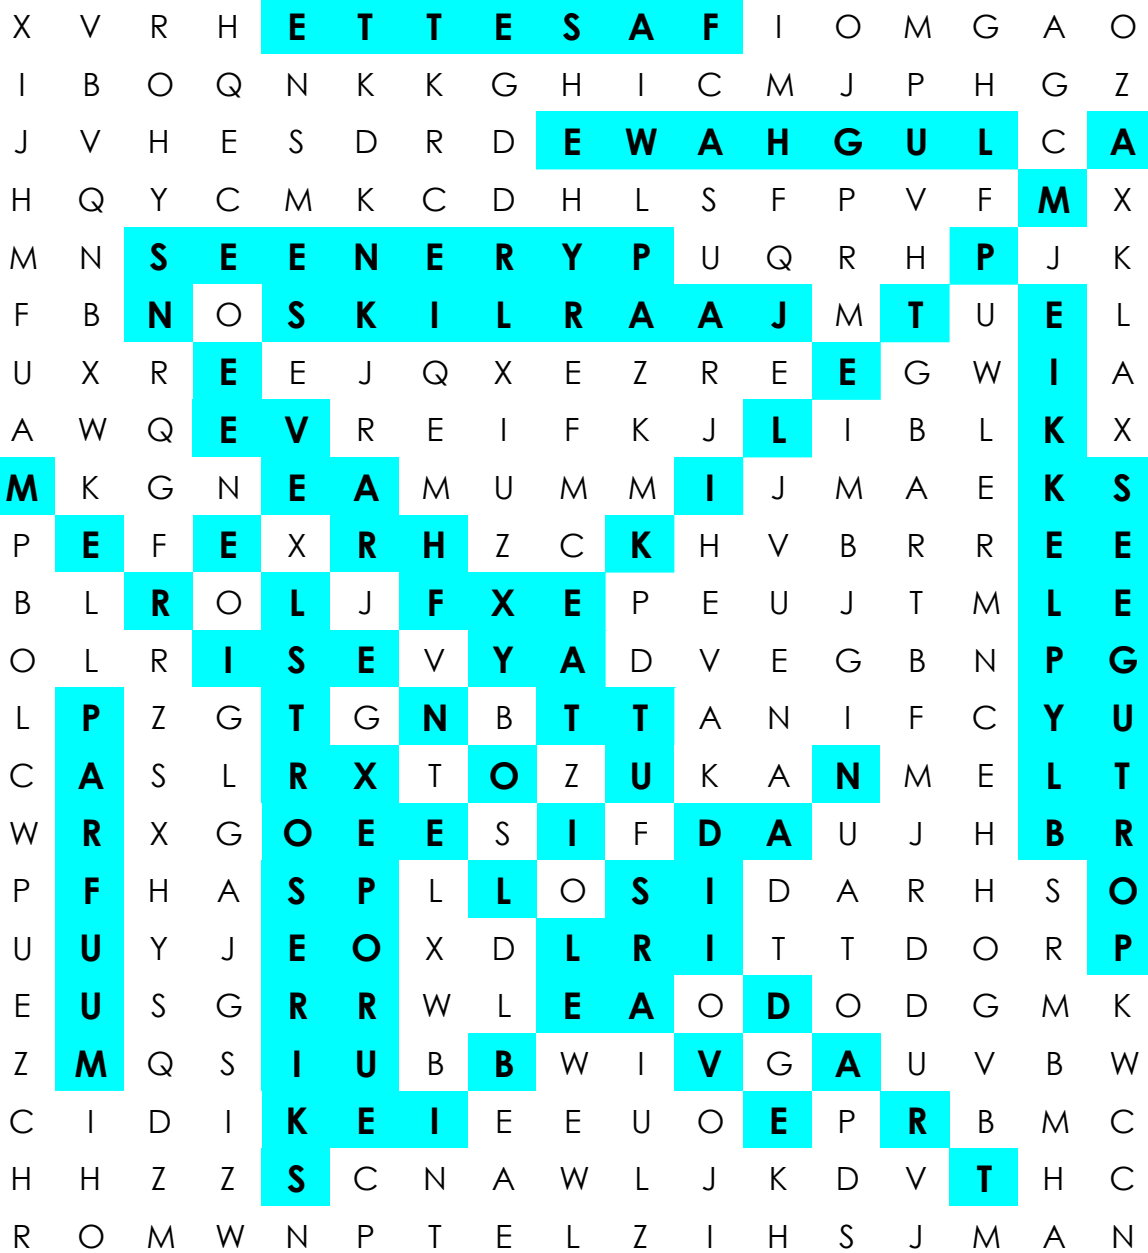 X V R H E T T E S A F I O M G A O
I B O Q N K K G H I C M J P H G Z
J V H E S D R D E W A H G U L C A
H Q Y C M K C D H L S F P V F M X
M N S E E N E R Y P U Q R H P J K
F B N O S K I L R A A J M T U E L
U X R E E J Q X E Z R E E G W I A
A W Q E V R E I F K J L I B L K X
M K G N E A M U M M I J M A E K S
P E F E X R H Z C K H V B R R E E
B L R O L J F X E P E U J T M L E
O L R I S E V Y A D V E G B N P G
L P Z G T G N B T T A N I F C Y U
C A S L R X T O Z U K A N M E L T
W R X G O E E S I F D A U J H B R
P F H A S P L L O S I D A R H S O
U U Y J E O X D L R I T T D O R P
E U S G R R W L E A O D O D G M K
Z M Q S I U B B W I V G A U V B W
C I D I K E I E E U O E P R B M C
H H Z Z S C N A W L J K D V T H C
R O M W N P T E L Z I H S J M A N